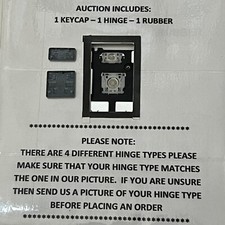 AUCTION INCLUDES:
1 KEYCAP – 1 HINGE – 1 RUBBER
PLEASE NOTE:
THERE ARE 4 DIFFERENT HINGE TYPES PLEASE
MAKE SURE THAT YOUR HINGE TYPE MATCHES
THE ONE IN OUR PICTURE. IF YOU ARE UNSURE
THEN SEND US A PICTURE OF YOUR HINGE TYPE
BEFORE PLACING AN ORDER